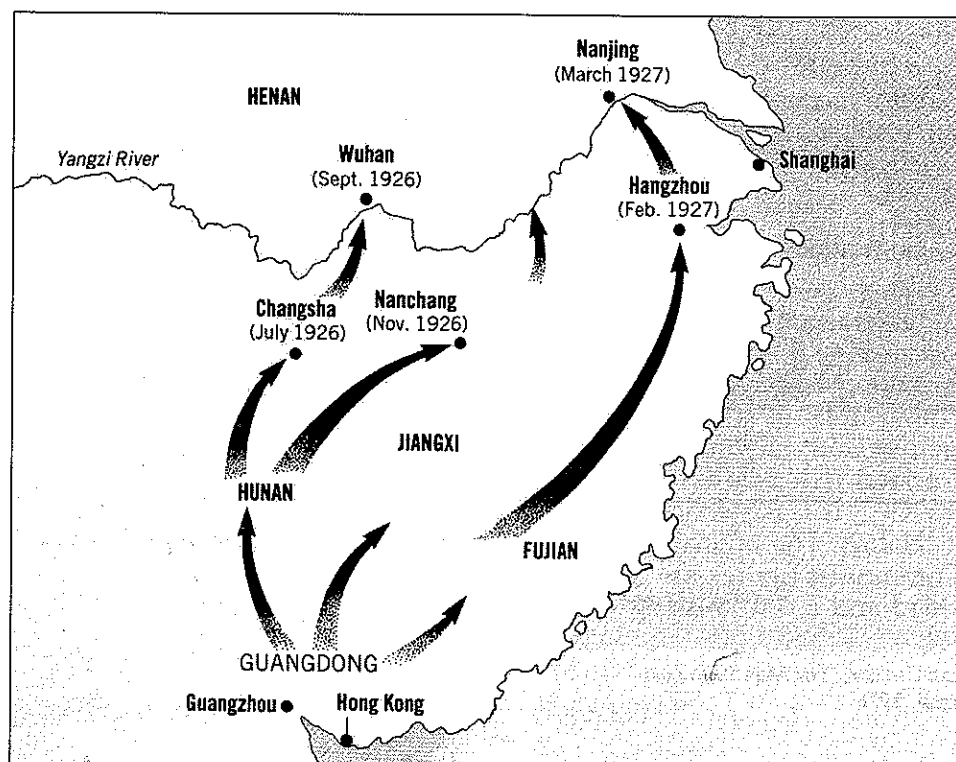 Nanjing
(March 1927)
HENAN
Yangzi River
Wuhan
(Sept. 1926)
Shanghai
Hangzhou
(Feb. 1927)
Changsha
(July 1926)
Nanchang
(Nov. 1926)
JIANGXI
HUNAN
FUJIAN
GUANGDONG
Guangzhou
Hong Kong